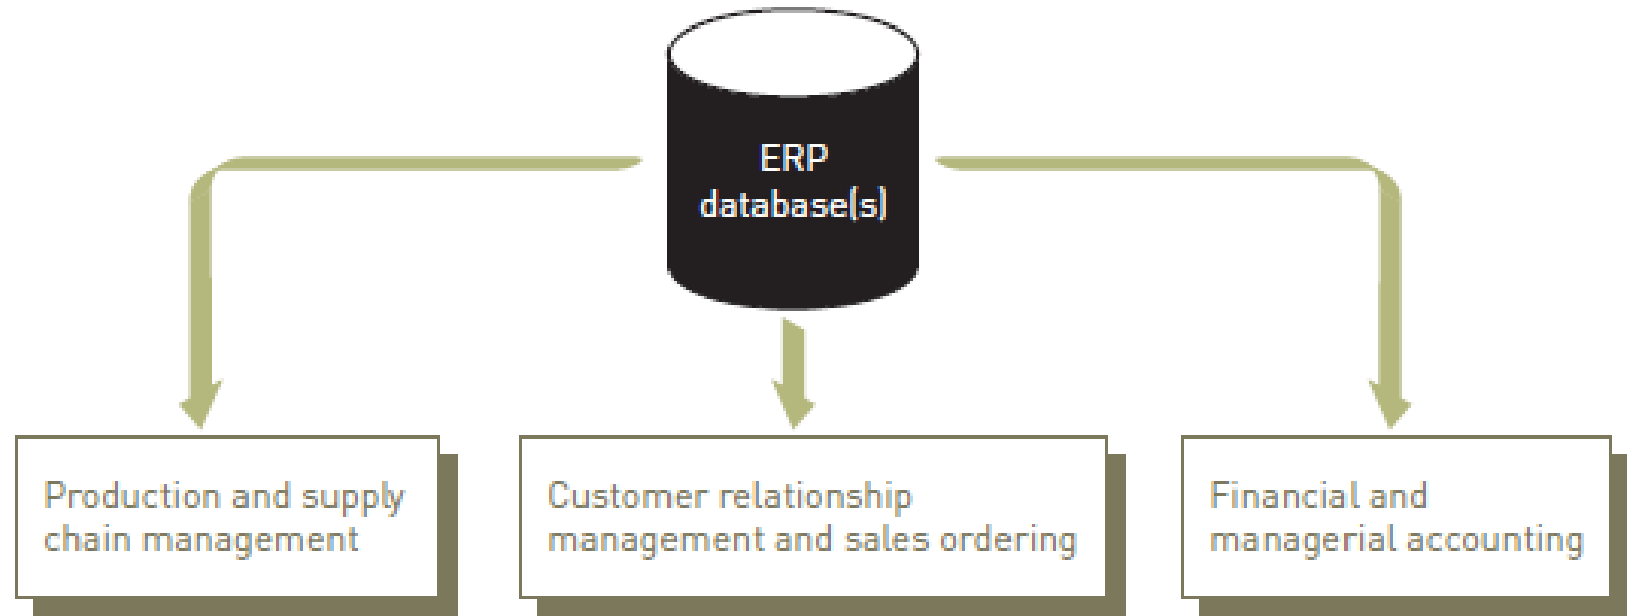 ERP
database(s)
Production and supply
chain management
Customer relationship
management and sales ordering
Financial and
managerial accounting